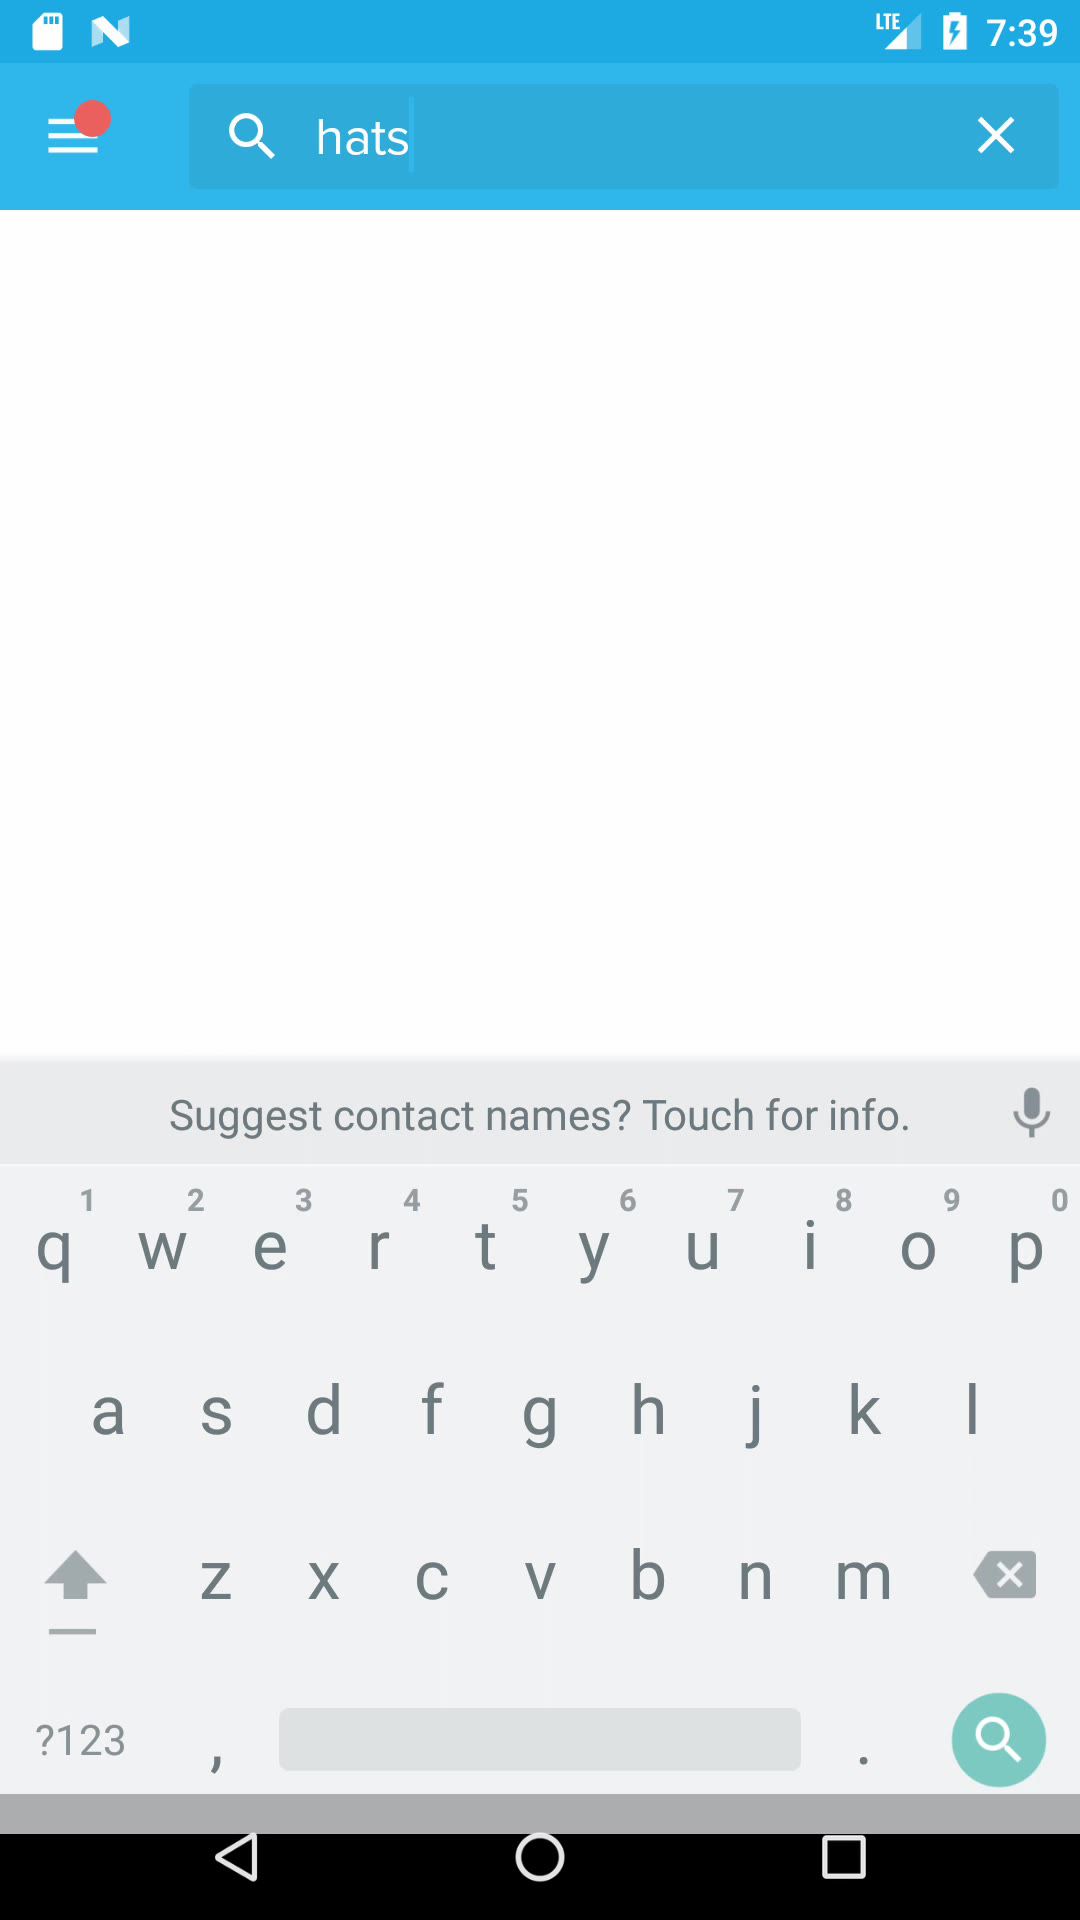 LTE 7:39
hats
Suggest contact names? Touch for info.
1 2 3 4 5 6 7 8 9 0
q w e r t y u i o p
a s d f g h j k l
z x c v b n m
?123 , .